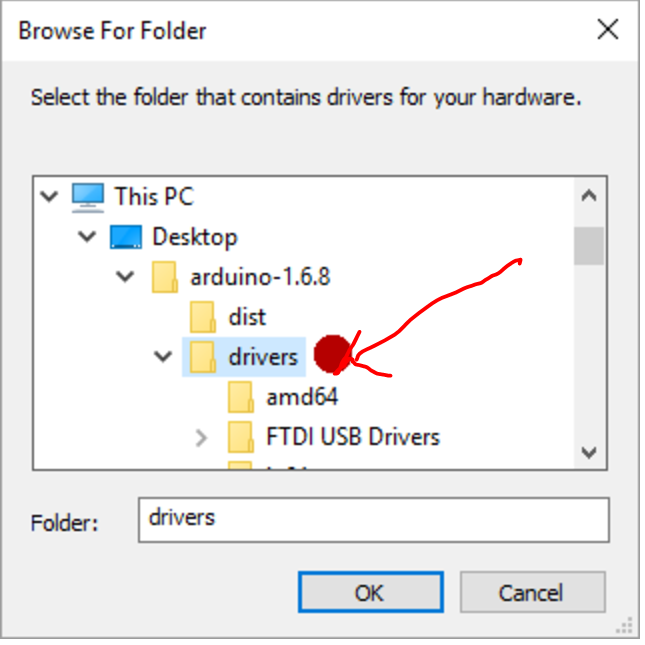 Browse For Folder
Select the folder that contains drivers for your hardware.
This PC
Desktop
arduino-1.6.8
dist
drivers
amd64
FTDI USB Drivers
Folder: drivers
OK Cancel